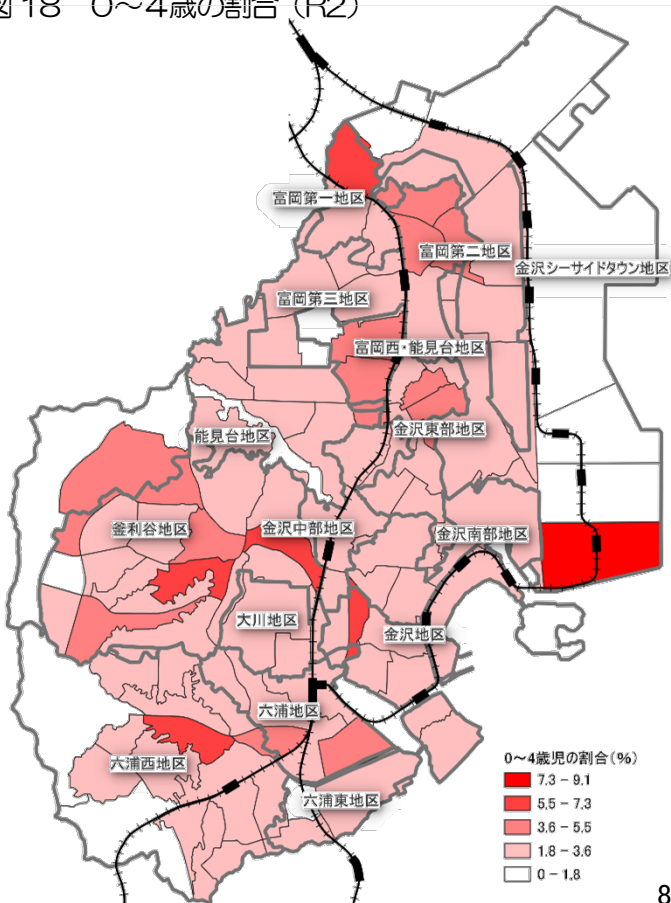 図18 0～4歳の割合（R2）
富岡第一地区
富岡第二地区
金沢シーサイドタウン地区
富岡第三地区
富岡西・能見台地区
金沢東部地区
能見台地区
釜利谷地区
金沢中部地区
金沢南部地区
大川地区
金沢地区
六浦地区
六浦西地区
六浦東地区
0～4歳児の割合(%)
7.3 - 9.1
5.5 - 7.3
3.6 - 5.5
1.8 - 3.6
0 - 1.8
8